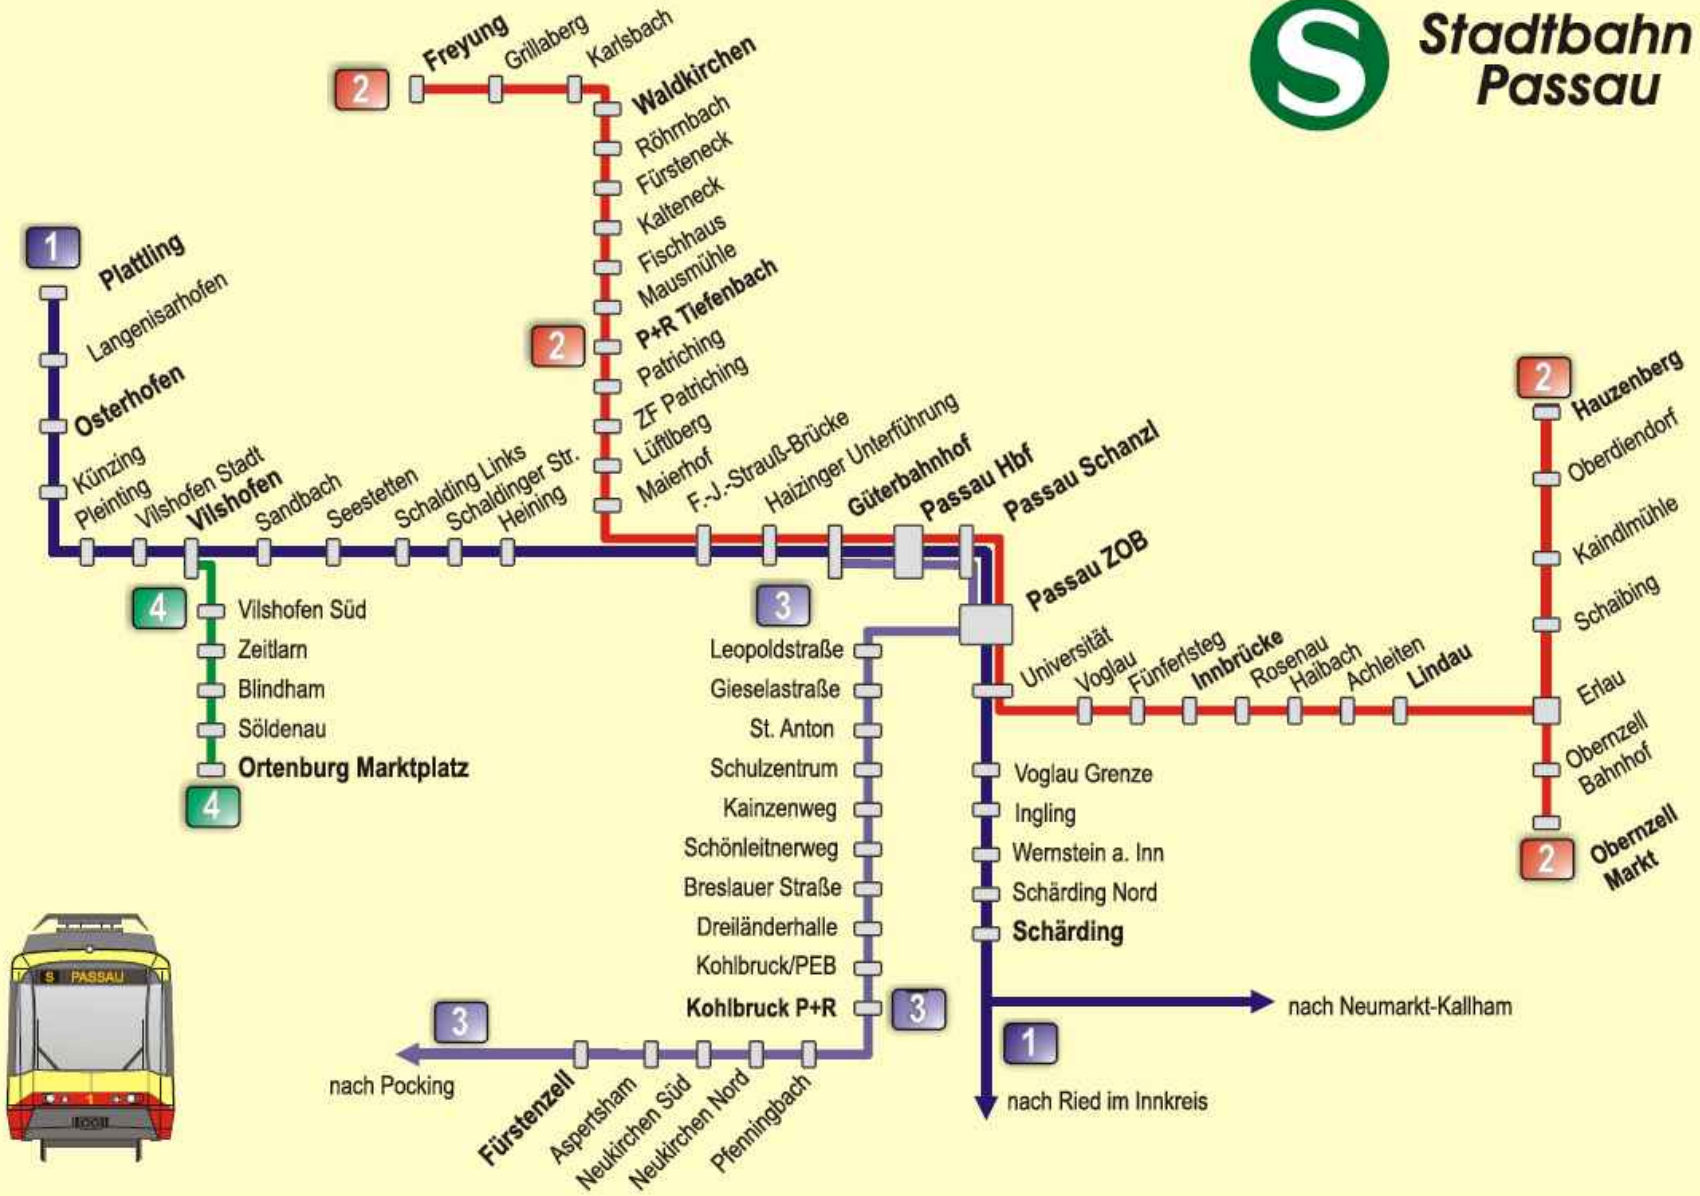 Stadtbahn
Passau
2
Freyung
Grillaberg
Karlsbach
Waldkirchen
Röhrnbach
Fürsteneck
Kalteneck
Fischhaus
Mausmühle
2
P+R Tiefenbach
Patriching
ZF Patriching
Lüftlberg
Maierhof
1
Plattling
Langenisarhofen
Osterhofen
Künzing
Pleinting
Vilshofen Stadt
Vilshofen
Sandbach
Seestetten
Schalding Links
Schaldinger Str.
Heining
F.-J.-Strauß-Brücke
Haizinger Unterführung
Güterbahnhof
Passau Hbf
Passau Schanzl
Passau ZOB
4
Vilshofen Süd
Zeitlarn
Blindham
Söldenau
Ortenburg Marktplatz
4
3
Leopoldstraße
Gieselastraße
St. Anton
Schulzentrum
Kainzenweg
Schönleitnerweg
Breslauer Straße
Dreiländerhalle
Kohlbruck/PEB
Kohlbruck P+R
3
3
nach Pocking
Fürstenzell
Aspertsham
Neukirchen Süd
Neukirchen Nord
Pfenningbach
Universität
Voglau
Fünferlsteg
Innbrücke
Rosenau
Haibach
Achleiten
Lindau
Voglau Grenze
Ingling
Wernstein a. Inn
Schärding Nord
Schärding
nach Neumarkt-Kallham
1
nach Ried im Innkreis
2
Hauzenberg
Oberdiendorf
Kaindlmühle
Schaibing
Erlau
Obernzell
Bahnhof
2
Obernzell
Markt
S PASSAU
1